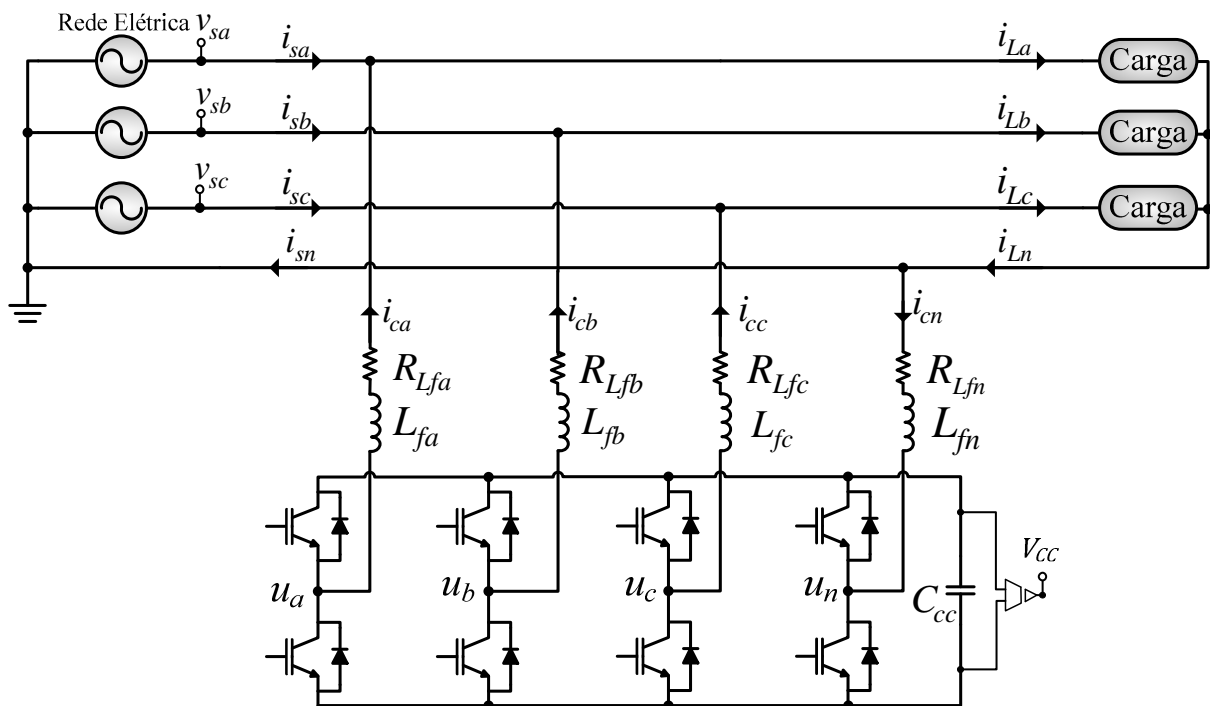 Rede Elétrica
v_sa
i_sa
i_La
Carga
v_sb
i_sb
i_Lb
Carga
v_sc
i_sc
i_Lc
Carga
i_sn
i_Ln
i_ca
i_cb
i_cc
i_cn
R_Lfa
R_Lfb
R_Lfc
R_Lfn
L_fa
L_fb
L_fc
L_fn
u_a
u_b
u_c
u_n
C_cc
V_CC